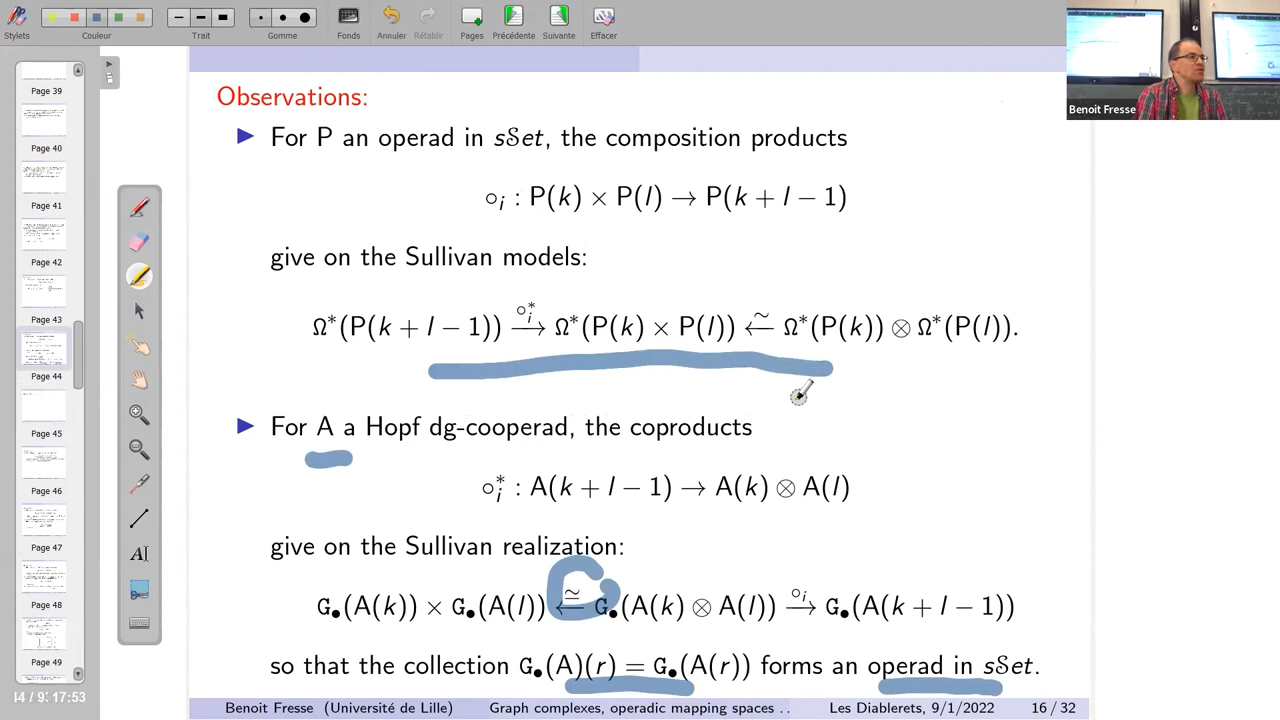 Stylets
Couleur
Trait
Gomme
Fonds
Annuler
Rétablir
Pages
Précédente
Suivante
Effacer
Benoit Fresse
Page 39
Page 40
Page 41
Page 42
Page 43
Page 44
Page 45
Page 46
Page 47
Page 48
Page 49
17:53
Observations:
For P an operad in sSet, the composition products
∘ᵢ : P(k) × P(l) → P(k + l − 1)
give on the Sullivan models:
Ω*(P(k + l − 1)) →^{∘ᵢ*} Ω*(P(k) × P(l)) ←^{∼} Ω*(P(k)) ⊗ Ω*(P(l)).
For A a Hopf dg-cooperad, the coproducts
∘ᵢ* : A(k + l − 1) → A(k) ⊗ A(l)
give on the Sullivan realization:
G•(A(k)) × G•(A(l)) ←^{≃} G•(A(k) ⊗ A(l)) →^{∘ᵢ} G•(A(k + l − 1))
so that the collection G•(A)(r) = G•(A(r)) forms an operad in sSet.
Benoit Fresse (Université de Lille)
Graph complexes, operadic mapping spaces . .
Les Diablerets, 9/1/2022
16 / 32